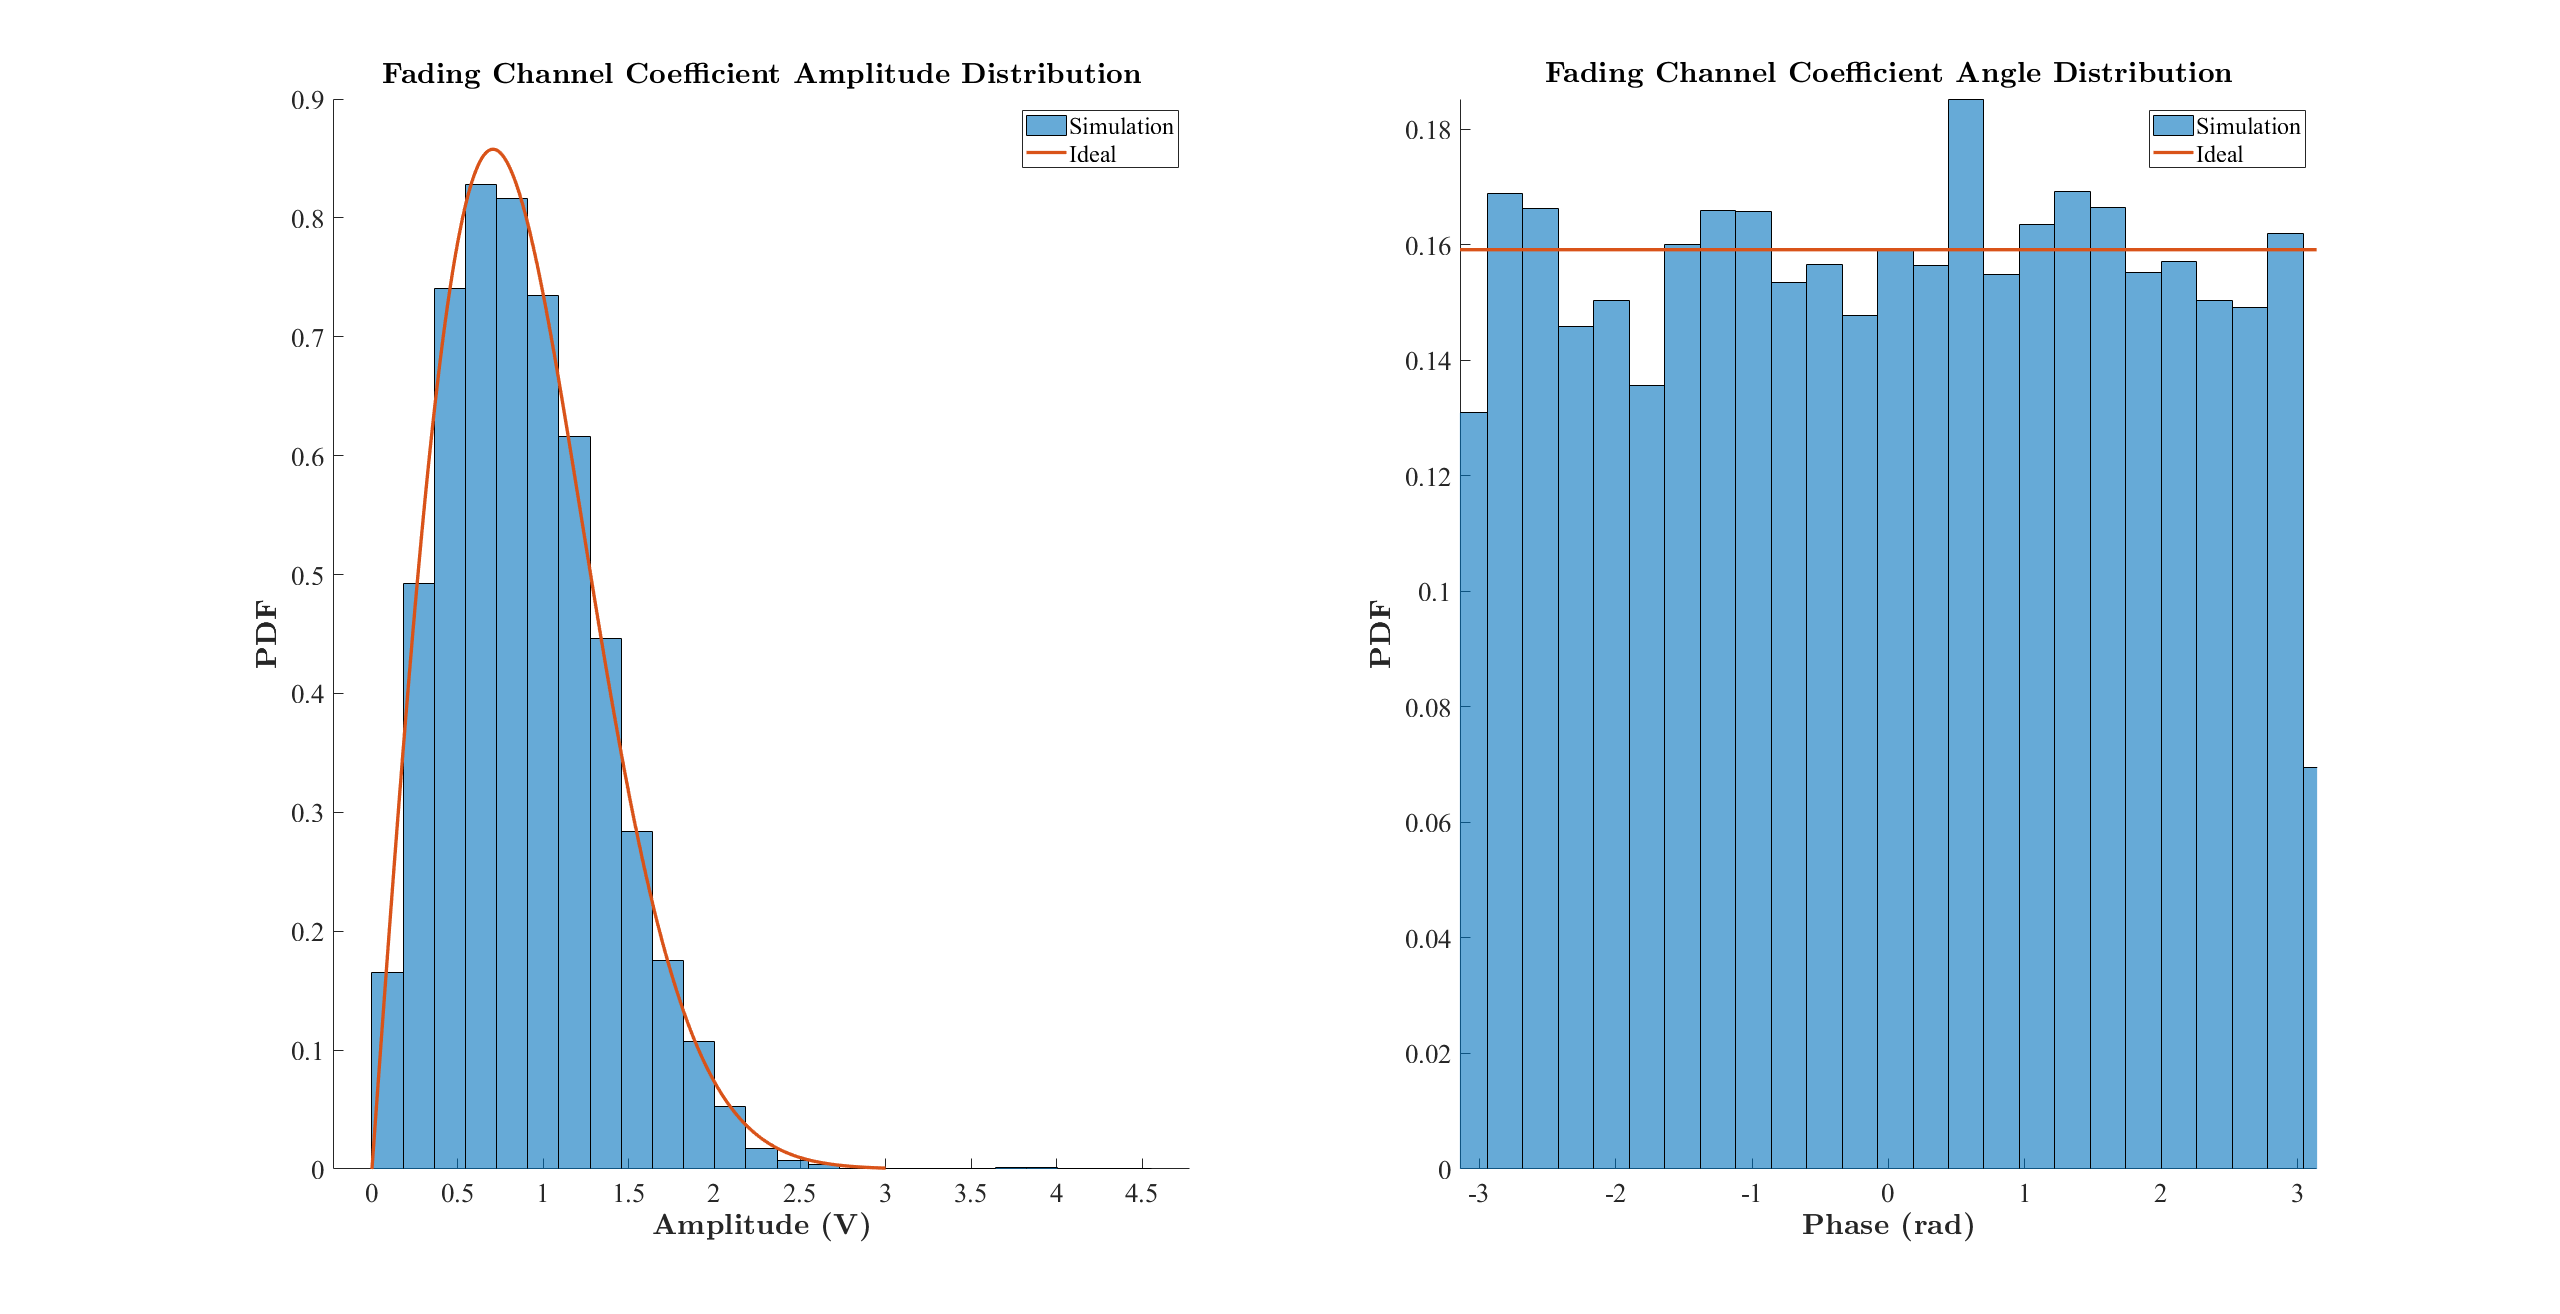 Fading Channel Coefficient Amplitude Distribution
0.9
0.8
0.7
0.6
0.5
0.4
0.3
0.2
0.1
0
PDF
Simulation
Ideal
0 0.5 1 1.5 2 2.5 3 3.5 4 4.5
Amplitude (V)
Fading Channel Coefficient Angle Distribution
0.18
0.16
0.14
0.12
0.1
0.08
0.06
0.04
0.02
0
PDF
Simulation
Ideal
-3 -2 -1 0 1 2 3
Phase (rad)